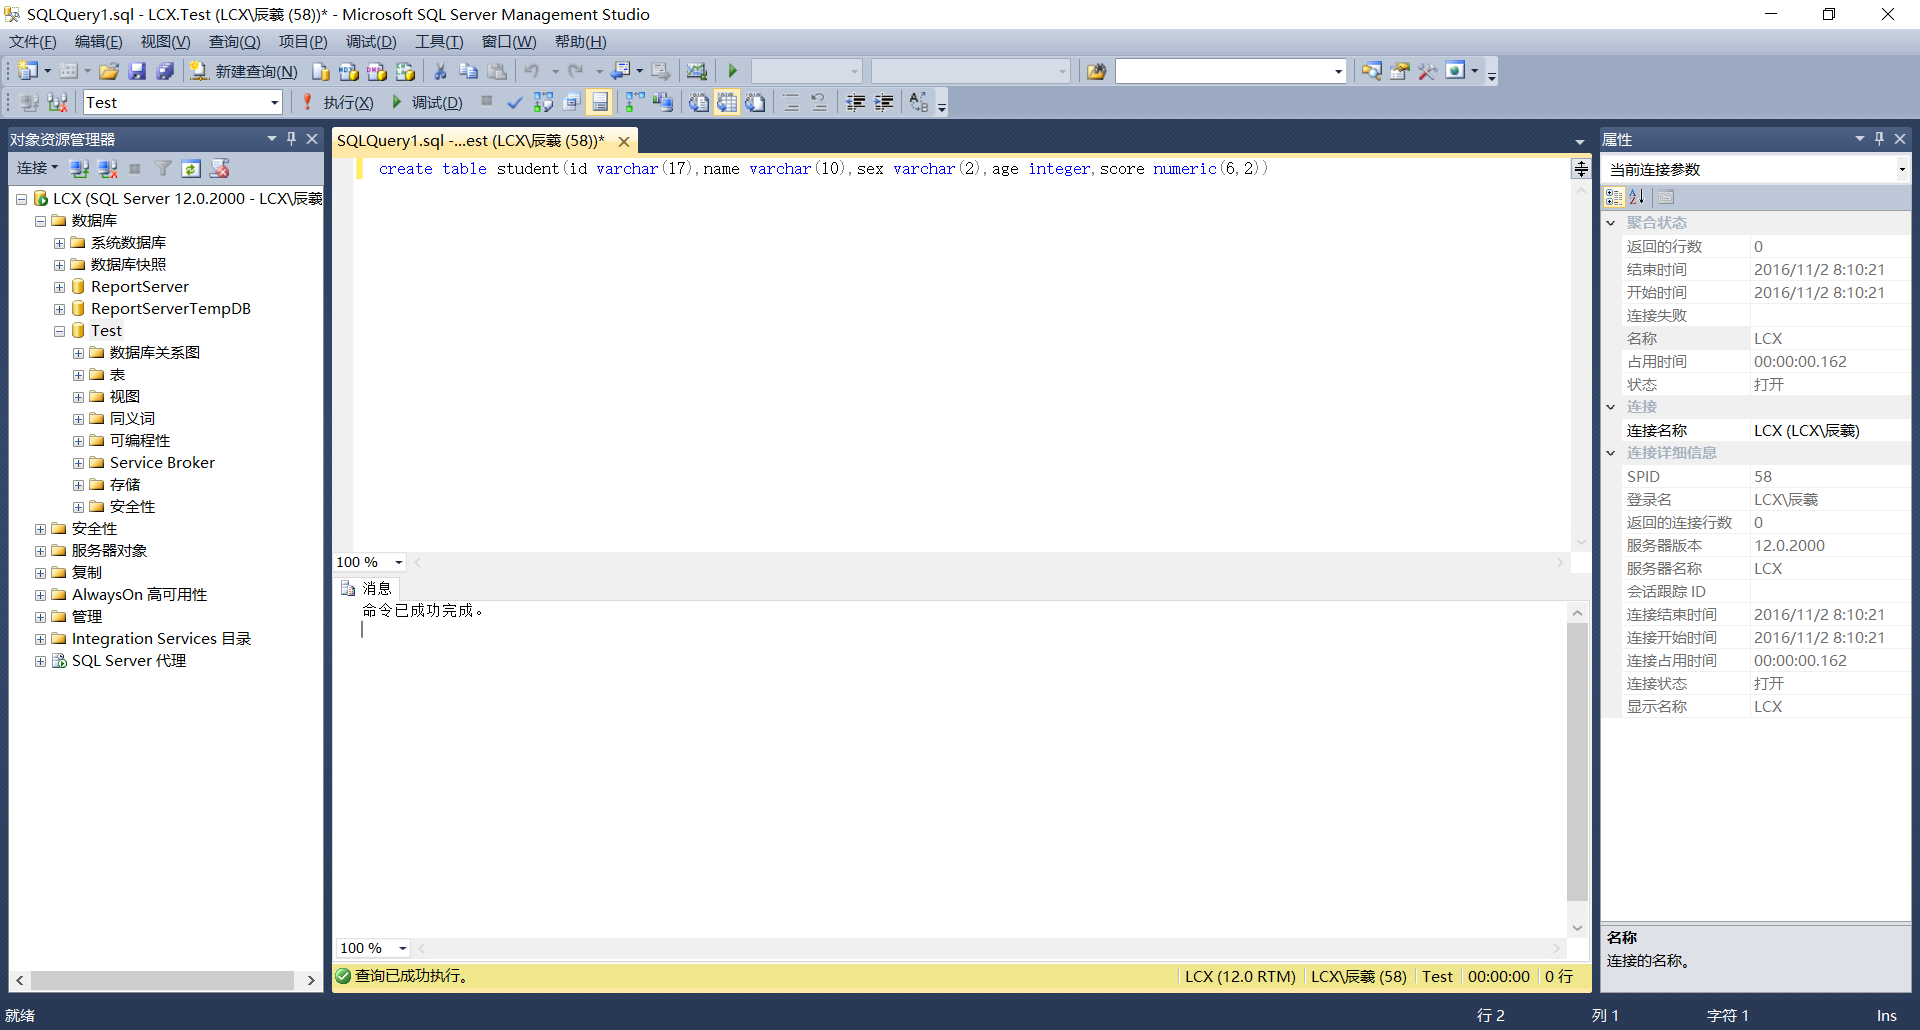 SQLQuery1.sql - LCX.Test (LCX\辰羲 (58))* - Microsoft SQL Server Management Studio
文件(F) 编辑(E) 视图(V) 查询(Q) 项目(P) 调试(D) 工具(T) 窗口(W) 帮助(H)
新建查询(N)
Test 执行(X) 调试(D)
对象资源管理器
连接
LCX (SQL Server 12.0.2000 - LCX\辰羲
数据库
系统数据库
数据库快照
ReportServer
ReportServerTempDB
Test
数据库关系图
表
视图
同义词
可编程性
Service Broker
存储
安全性
安全性
服务器对象
复制
AlwaysOn 高可用性
管理
Integration Services 目录
SQL Server 代理
SQLQuery1.sql -...est (LCX\辰羲 (58))*
create table student(id varchar(17),name varchar(10),sex varchar(2),age integer,score numeric(6,2))
100 %
消息
命令已成功完成。
100 %
查询已成功执行。 LCX (12.0 RTM) LCX\辰羲 (58) Test 00:00:00 0 行
属性
当前连接参数
聚合状态
返回的行数 0
结束时间 2016/11/2 8:10:21
开始时间 2016/11/2 8:10:21
连接失败
名称 LCX
占用时间 00:00:00.162
状态 打开
连接
连接名称 LCX (LCX\辰羲)
连接详细信息
SPID 58
登录名 LCX\辰羲
返回的连接行数 0
服务器版本 12.0.2000
服务器名称 LCX
会话跟踪 ID
连接结束时间 2016/11/2 8:10:21
连接开始时间 2016/11/2 8:10:21
连接占用时间 00:00:00.162
连接状态 打开
显示名称 LCX
名称
连接的名称。
就绪 行 2 列 1 字符 1 Ins